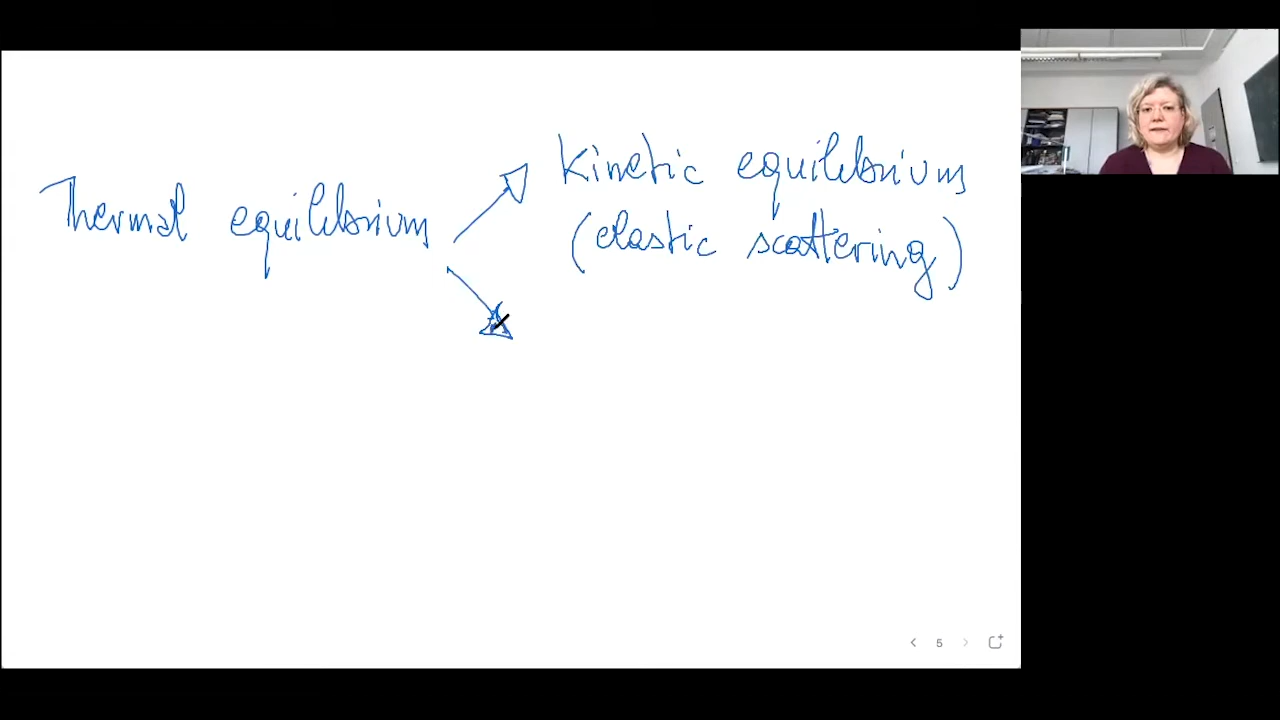 Thermal equilibrium
Kinetic equilibrium
(elastic scattering)
< 5 >